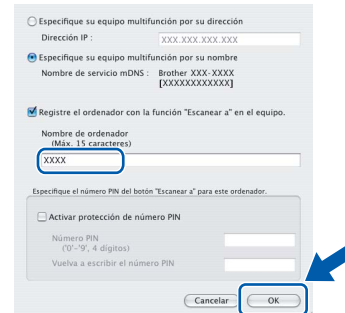 Especifique su equipo multifunción por su dirección
Dirección IP : XXX.XXX.XXX.XXX
Especifique su equipo multifunción por su nombre
Nombre de servicio mDNS : Brother XXX-XXXX
[XXXXXXXXXXXX]
Registre el ordenador con la función "Escanear a" en el equipo.
Nombre de ordenador
(Máx. 15 caracteres)
XXXX
Especifique el número PIN del botón "Escanear a" para este ordenador.
Activar protección de número PIN
Número PIN
('0'-'9', 4 dígitos)
Vuelva a escribir el número PIN
Cancelar OK